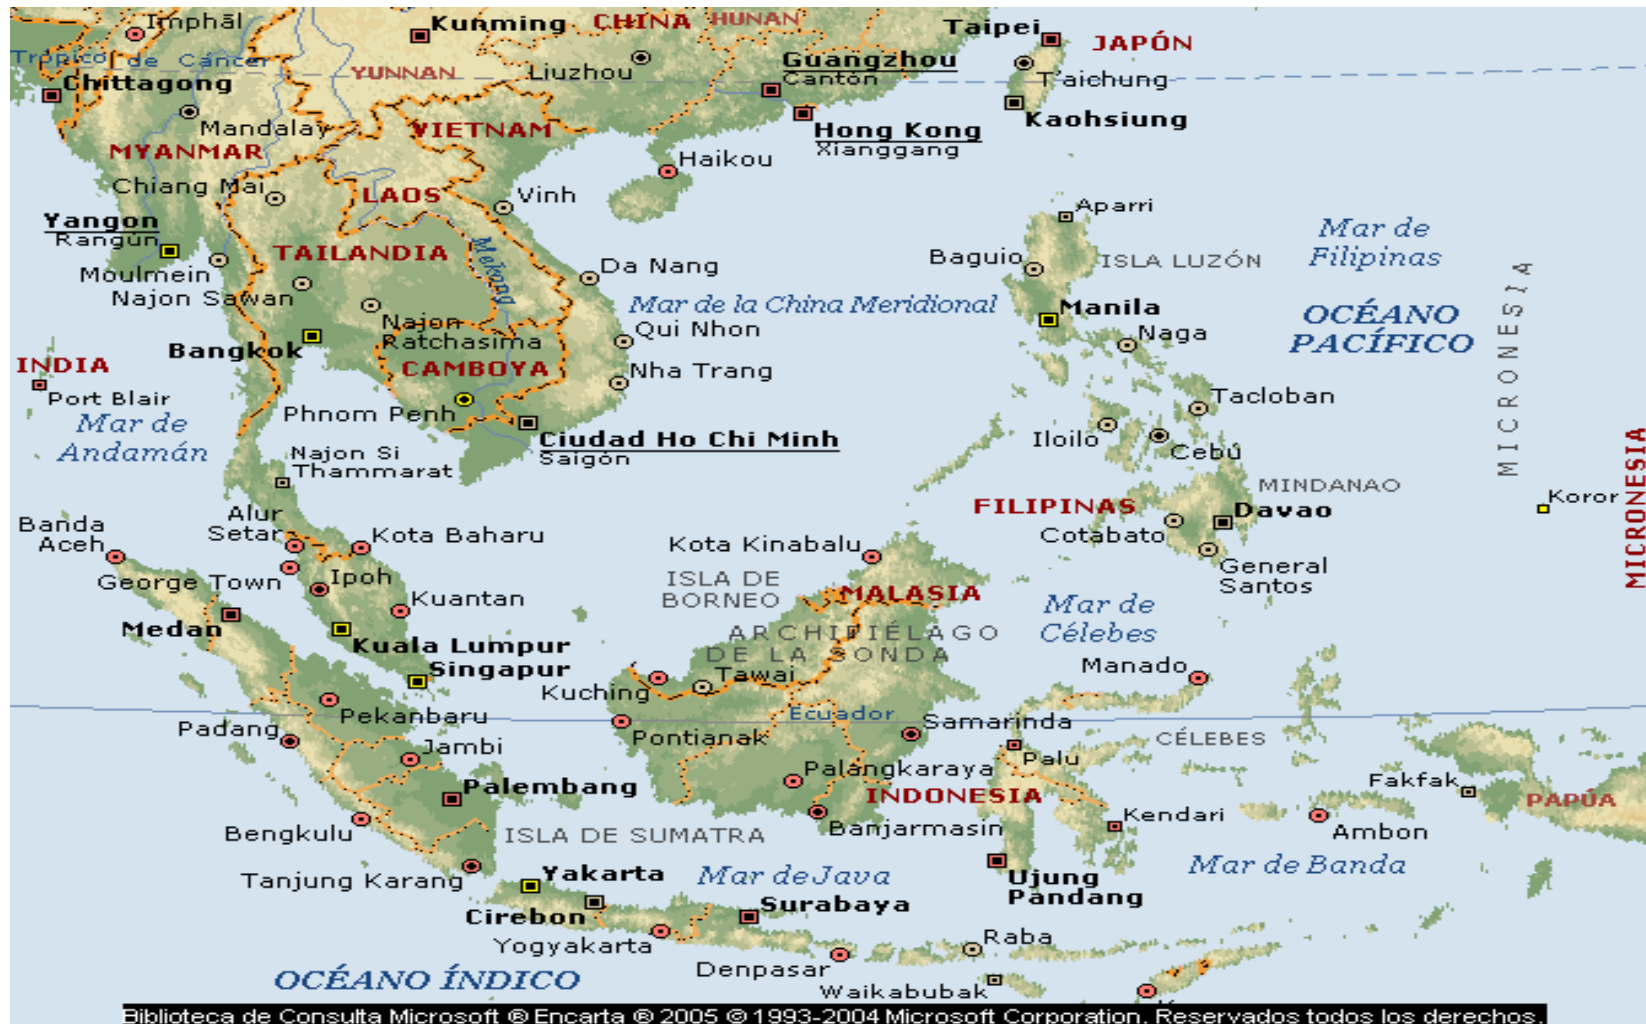 Imphāl
Kunming
CHINA
HUNAN
Taipei
JAPÓN
Trópico de Cáncer
YUNNAN
Liuzhou
Guangzhou
Cantón
T'aichung
Chittagong
Kaohsiung
Mandalay
VIETNAM
Hong Kong
Xianggang
MYANMAR
Haikou
Chiang Mai
LAOS
Vinh
Aparri
Yangon
Rangún
TAILANDIA
Mekong
Mar de
Filipinas
Baguio
ISLA LUZÓN
Moulmein
Da Nang
Najon Sawan
Mar de la China Meridional
Manila
OCÉANO
PACÍFICO
MICRONESIA
Najon
Ratchasima
Qui Nhon
Naga
Bangkok
INDIA
CAMBOYA
Nha Trang
Port Blair
Tacloban
Phnom Penh
Mar de
Andamán
Ciudad Ho Chi Minh
Saigón
Iloilo
Cebú
Najon Si
Thammarat
MINDANAO
Koror
MICRONESIA
FILIPINAS
Davao
Alur
Setar
Banda
Aceh
Kota Baharu
Kota Kinabalu
Cotabato
General
Santos
George Town
Ipoh
ISLA DE
BORNEO
MALASIA
Kuantan
Mar de
Célebes
Medan
Kuala Lumpur
Singapur
ARCHIPIÉLAGO
DE LA SONDA
Manado
Kuching
Tawai
Pekanbaru
Ecuador
Samarinda
Padang
Pontianak
CÉLEBES
Jambi
Palu
Palangkaraya
Fakfak
Palembang
INDONESIA
PAPÚA
Bengkulu
ISLA DE SUMATRA
Banjarmasin
Kendari
Ambon
Tanjung Karang
Yakarta
Mar de Java
Ujung
Pandang
Mar de Banda
Cirebon
Surabaya
Yogyakarta
Raba
Denpasar
OCÉANO ÍNDICO
Waikabubak
Biblioteca de Consulta Microsoft ® Encarta ® 2005 © 1993-2004 Microsoft Corporation. Reservados todos los derechos.